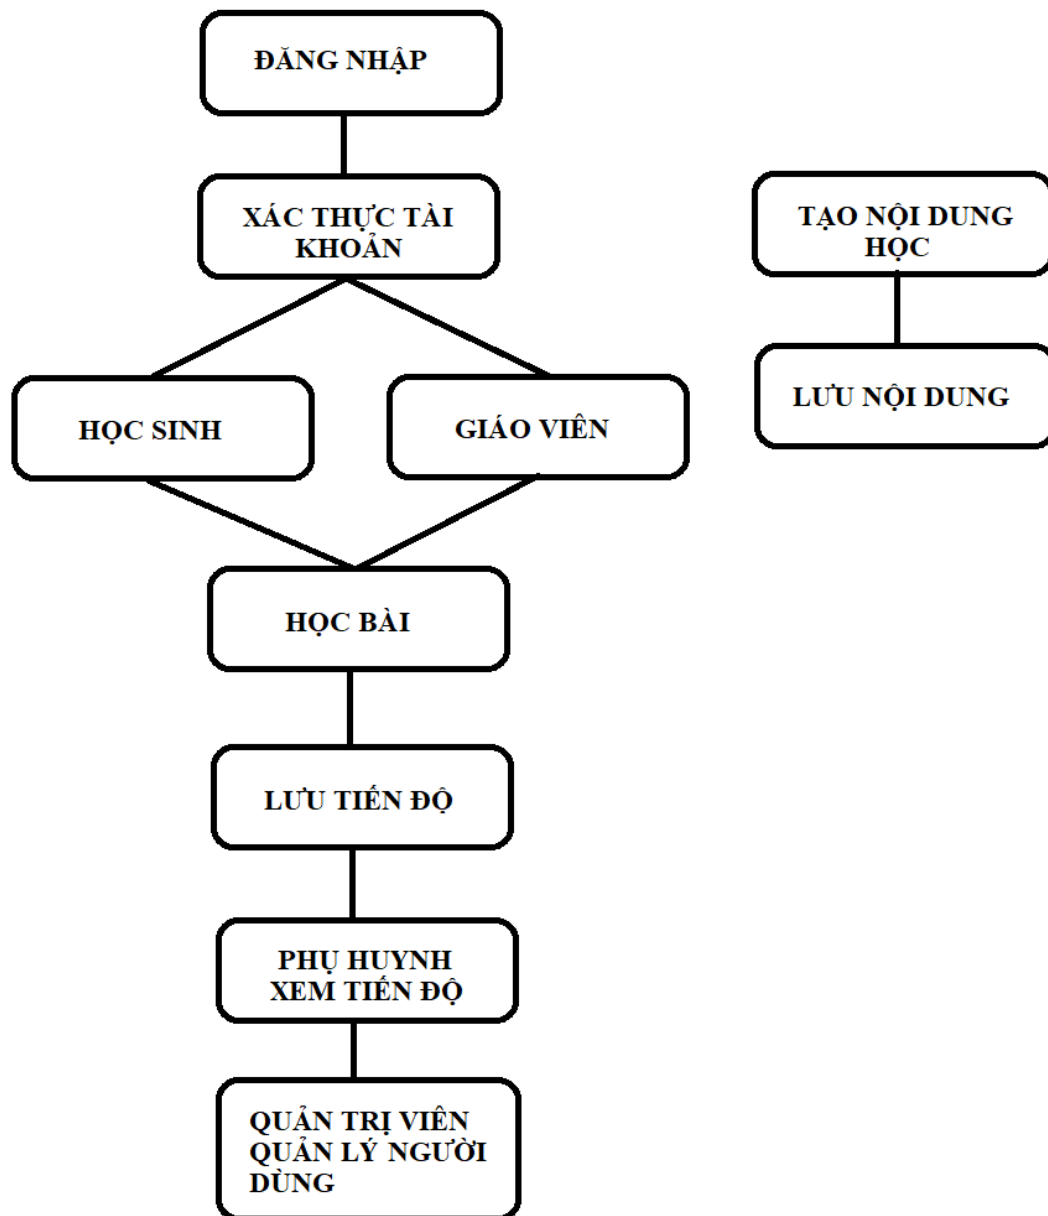 ĐĂNG NHẬP
XÁC THỰC TÀI
KHOẢN
TẠO NỘI DUNG
HỌC
HỌC SINH
GIÁO VIÊN
LƯU NỘI DUNG
HỌC BÀI
LƯU TIẾN ĐỘ
PHỤ HUYNH
XEM TIẾN ĐỘ
QUẢN TRỊ VIÊN
QUẢN LÝ NGƯỜI
DÙNG